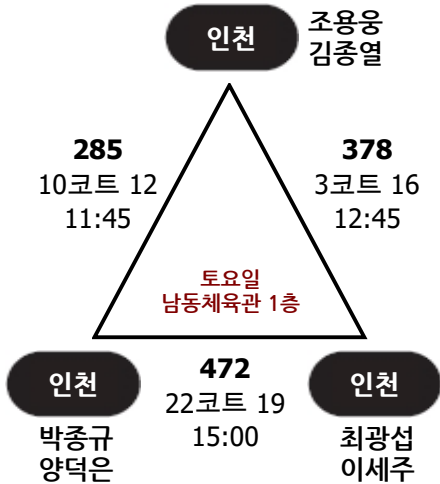 인천
조용웅
김종열
285
10코트 12
11:45
378
3코트 16
12:45
토요일
남동체육관 1층
인천
박종규
양덕은
472
22코트 19
15:00
인천
최광섭
이세주